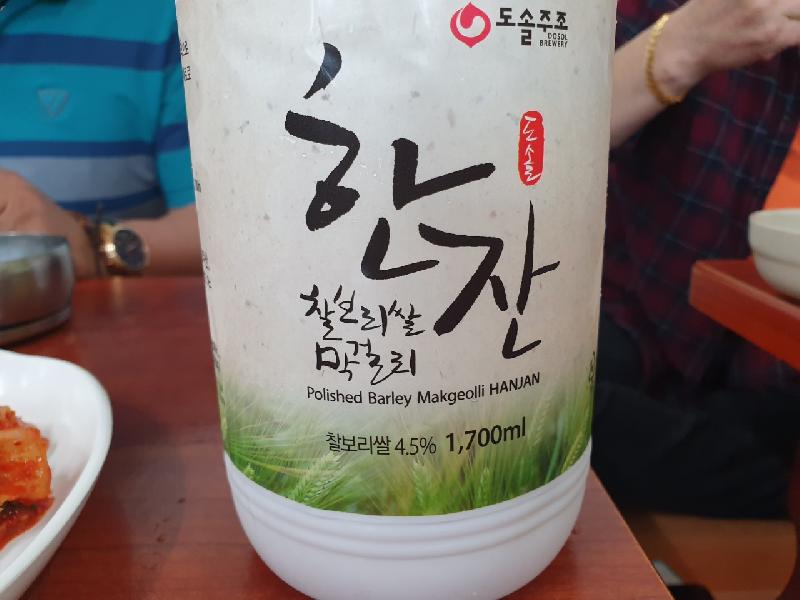 도솔주조
DOSOL
BREWERY
도솔
한잔
찰보리쌀
막걸리
Polished Barley Makgeolli HANJAN
찰보리쌀 4.5% 1,700ml